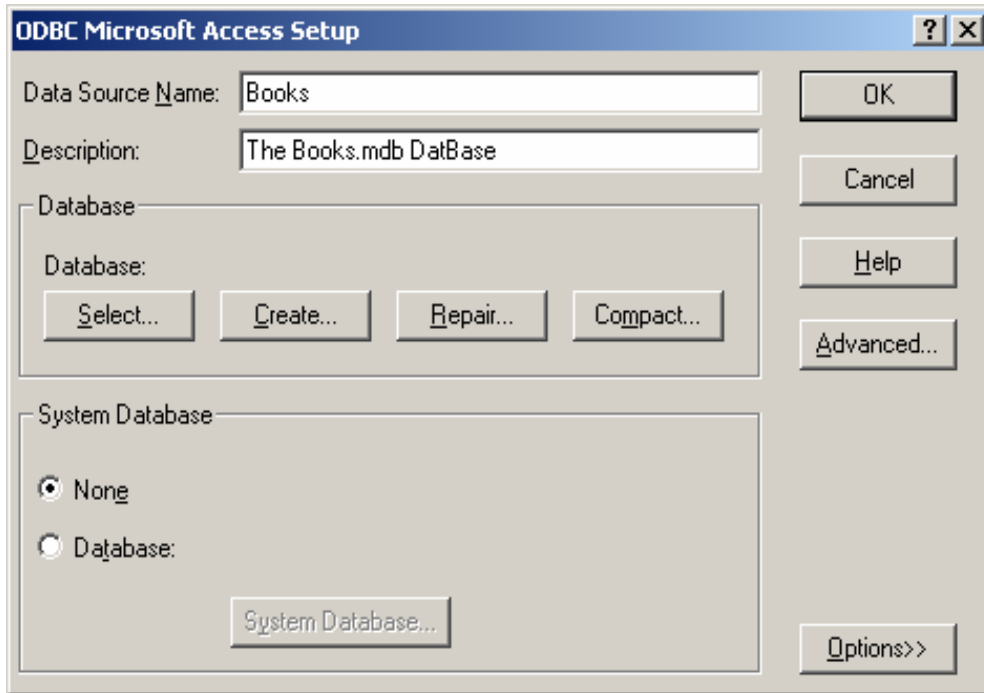 ODBC Microsoft Access Setup
Data Source Name: Books
Description: The Books.mdb DatBase
OK
Cancel
Help
Advanced...
Database
Database:
Select... Create... Repair... Compact...
System Database
None
Database:
System Database...
Options>>